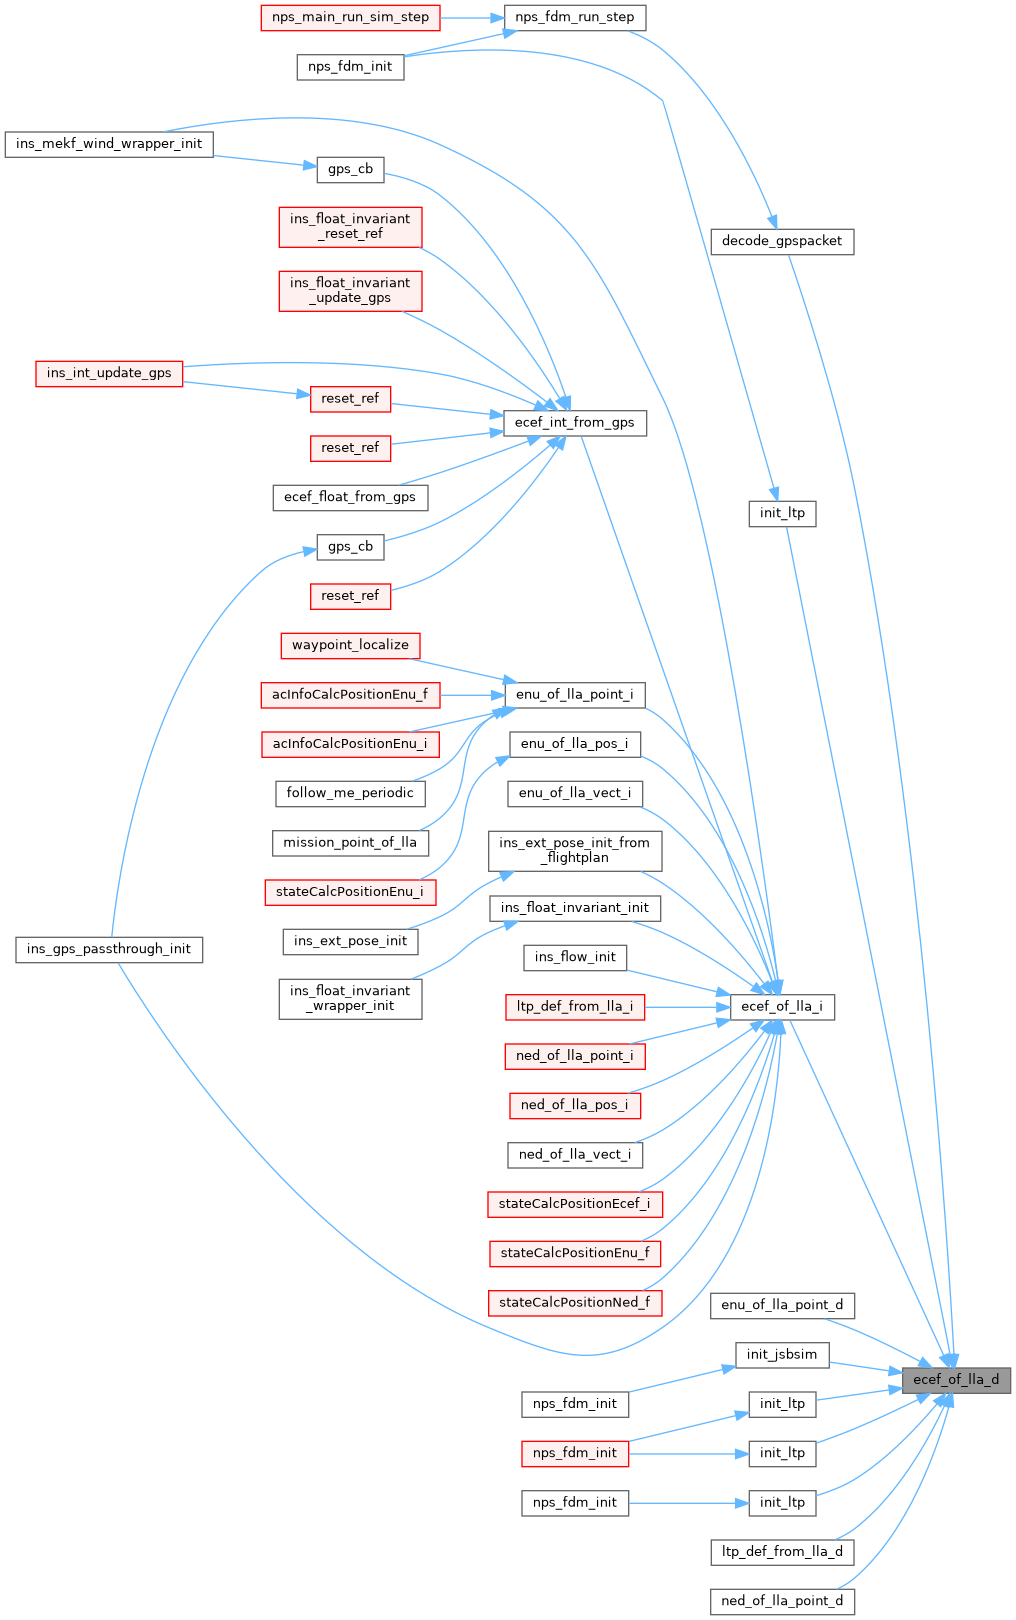 nps_main_run_sim_step
nps_fdm_run_step
nps_fdm_init
ins_mekf_wind_wrapper_init
gps_cb
ins_float_invariant
_reset_ref
decode_gpspacket
ins_float_invariant
_update_gps
ins_int_update_gps
reset_ref
ecef_int_from_gps
reset_ref
ecef_float_from_gps
init_ltp
gps_cb
reset_ref
waypoint_localize
acInfoCalcPositionEnu_f
enu_of_lla_point_i
acInfoCalcPositionEnu_i
enu_of_lla_pos_i
follow_me_periodic
enu_of_lla_vect_i
mission_point_of_lla
ins_ext_pose_init_from
_flightplan
stateCalcPositionEnu_i
ins_float_invariant_init
ins_ext_pose_init
ins_gps_passthrough_init
ins_flow_init
ins_float_invariant
_wrapper_init
ltp_def_from_lla_i
ecef_of_lla_i
ned_of_lla_point_i
ned_of_lla_pos_i
ned_of_lla_vect_i
stateCalcPositionEcef_i
stateCalcPositionEnu_f
stateCalcPositionNed_f
enu_of_lla_point_d
init_jsbsim
ecef_of_lla_d
nps_fdm_init
init_ltp
nps_fdm_init
init_ltp
nps_fdm_init
init_ltp
ltp_def_from_lla_d
ned_of_lla_point_d